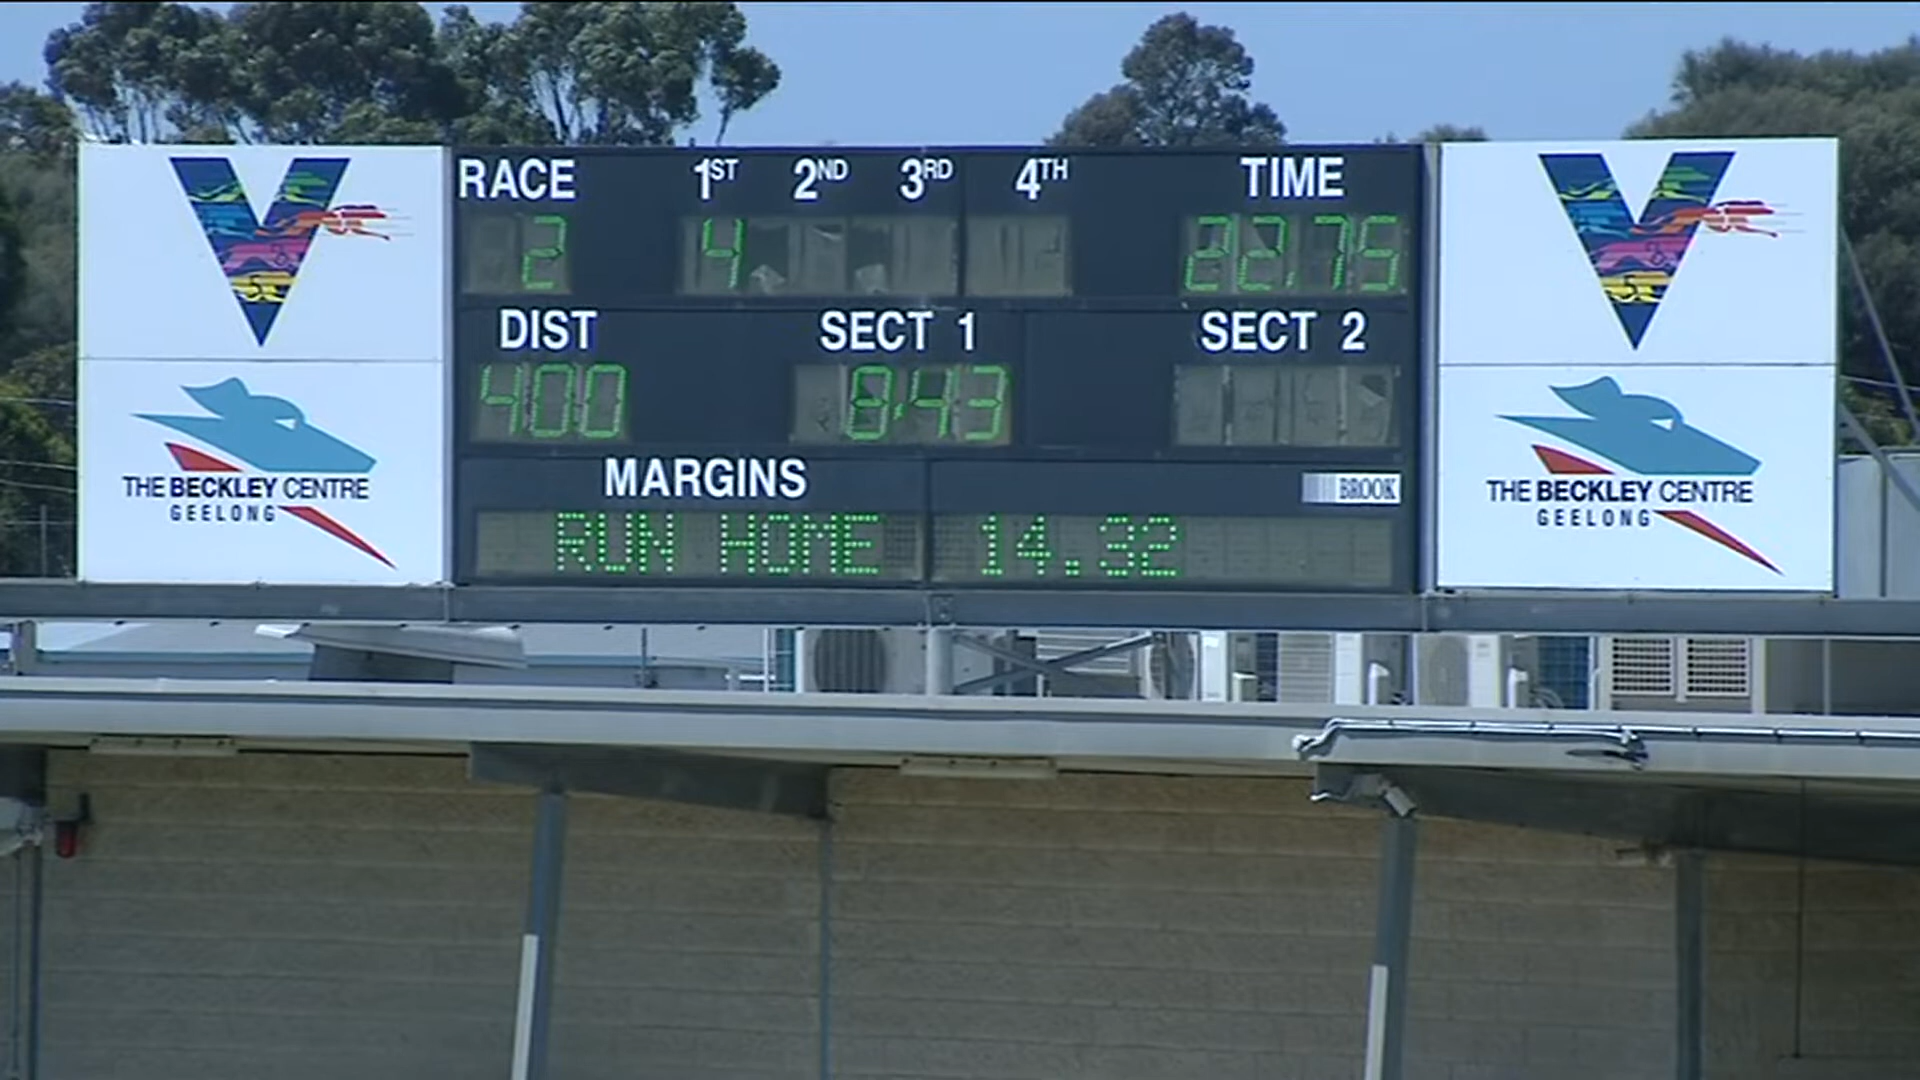 RACE 1ST 2ND 3RD 4TH TIME
2 4 22.75
DIST SECT 1 SECT 2
400 8.43
MARGINS
BROOK
RUN HOME 14.32
THE BECKLEY CENTRE
GEELONG
THE BECKLEY CENTRE
GEELONG